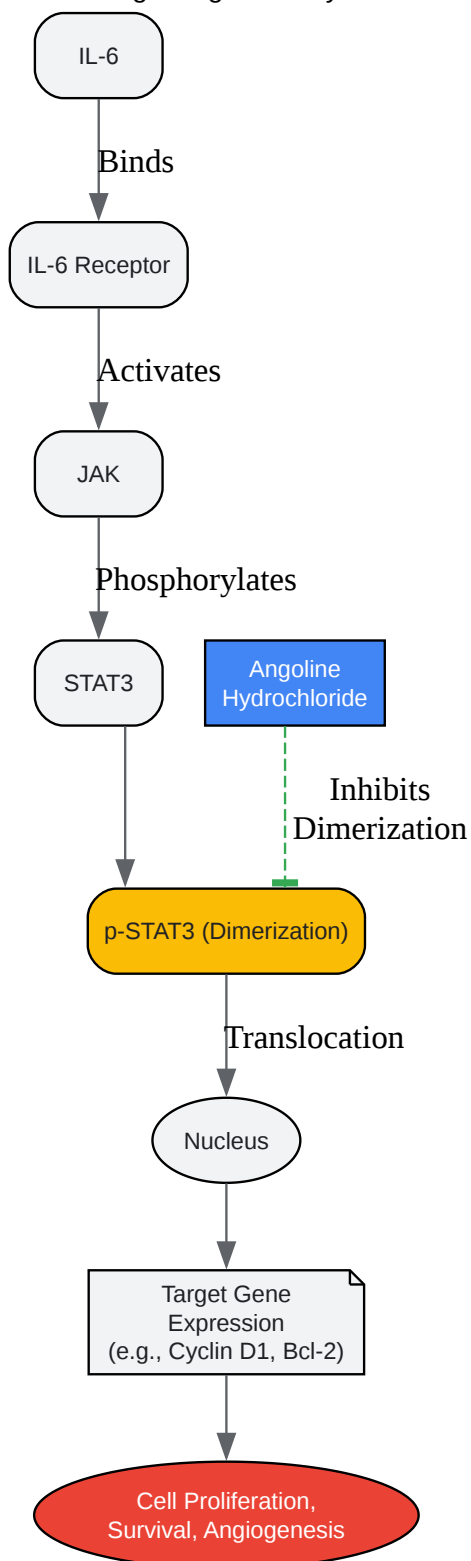 IL-6
Binds
IL-6 Receptor
Activates
JAK
Phosphorylates
STAT3
Angoline
Hydrochloride
Inhibits
Dimerization
p-STAT3 (Dimerization)
Translocation
Nucleus
Target Gene
Expression
(e.g., Cyclin D1, Bcl-2)
Cell Proliferation,
Survival, Angiogenesis